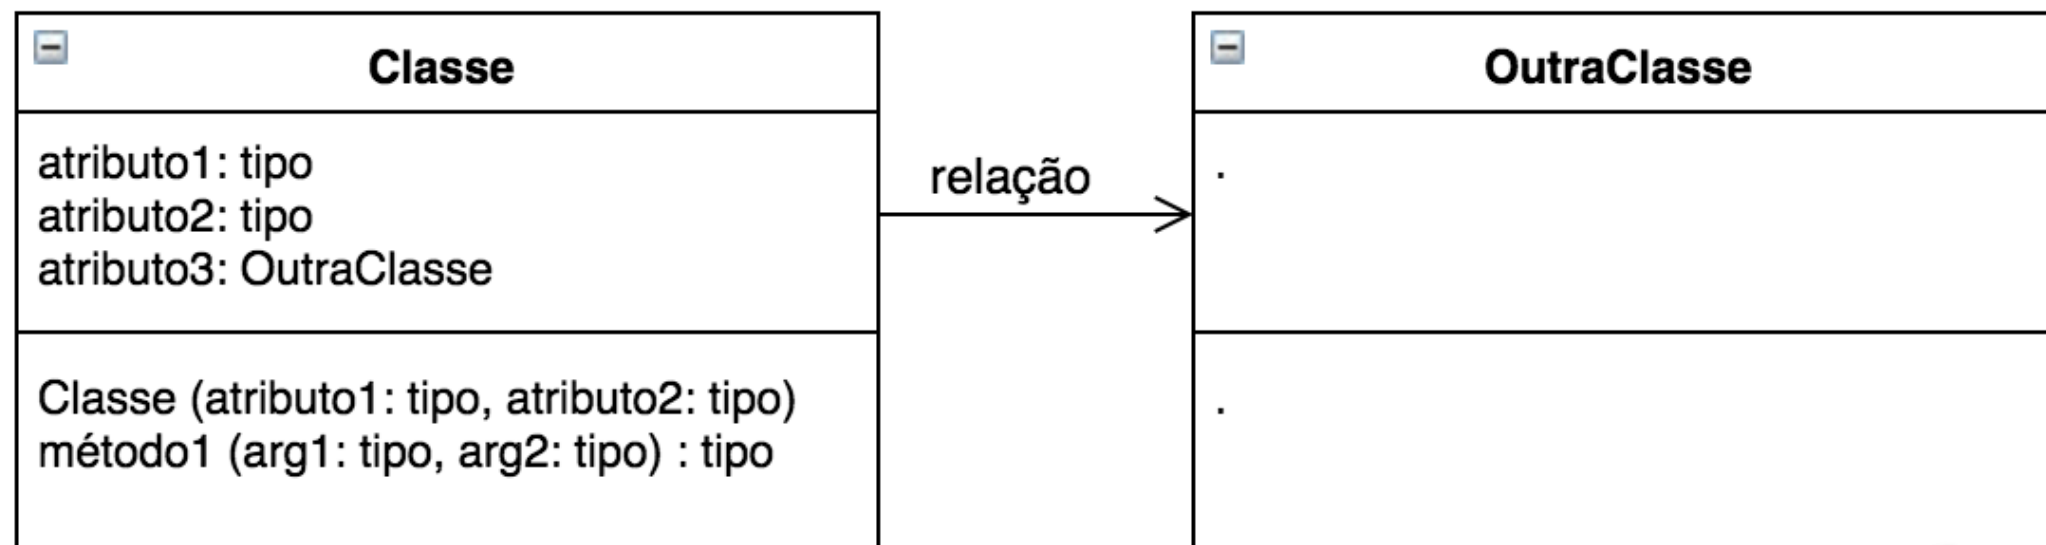 Classe
atributo1: tipo
atributo2: tipo
atributo3: OutraClasse
Classe (atributo1: tipo, atributo2: tipo)
método1 (arg1: tipo, arg2: tipo) : tipo
relação
OutraClasse
.
.